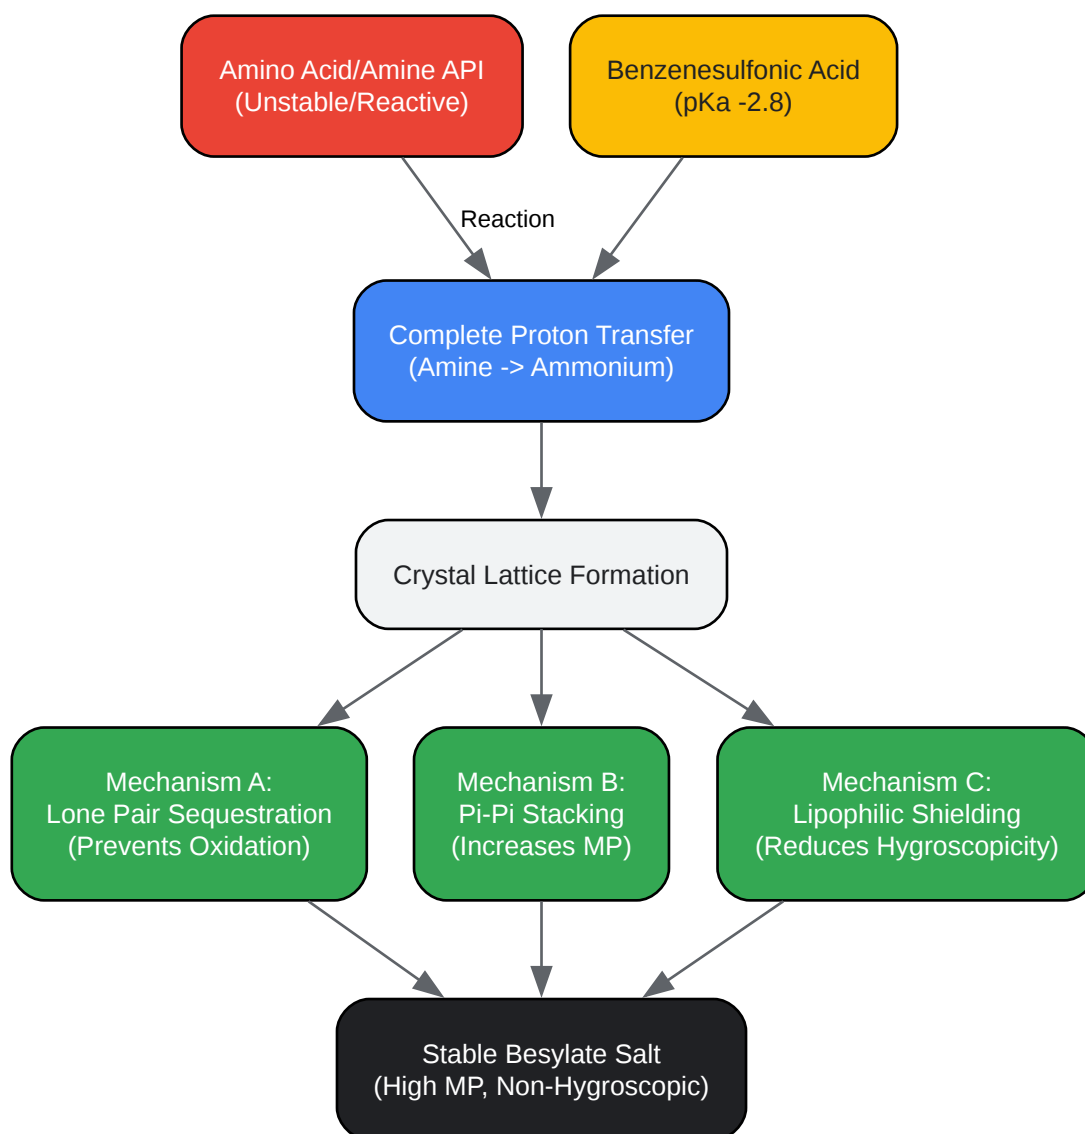 Amino Acid/Amine API
(Unstable/Reactive)
Benzenesulfonic Acid
(pKa -2.8)
Reaction
Complete Proton Transfer
(Amine -> Ammonium)
Crystal Lattice Formation
Mechanism A:
Lone Pair Sequestration
(Prevents Oxidation)
Mechanism B:
Pi-Pi Stacking
(Increases MP)
Mechanism C:
Lipophilic Shielding
(Reduces Hygroscopicity)
Stable Besylate Salt
(High MP, Non-Hygroscopic)